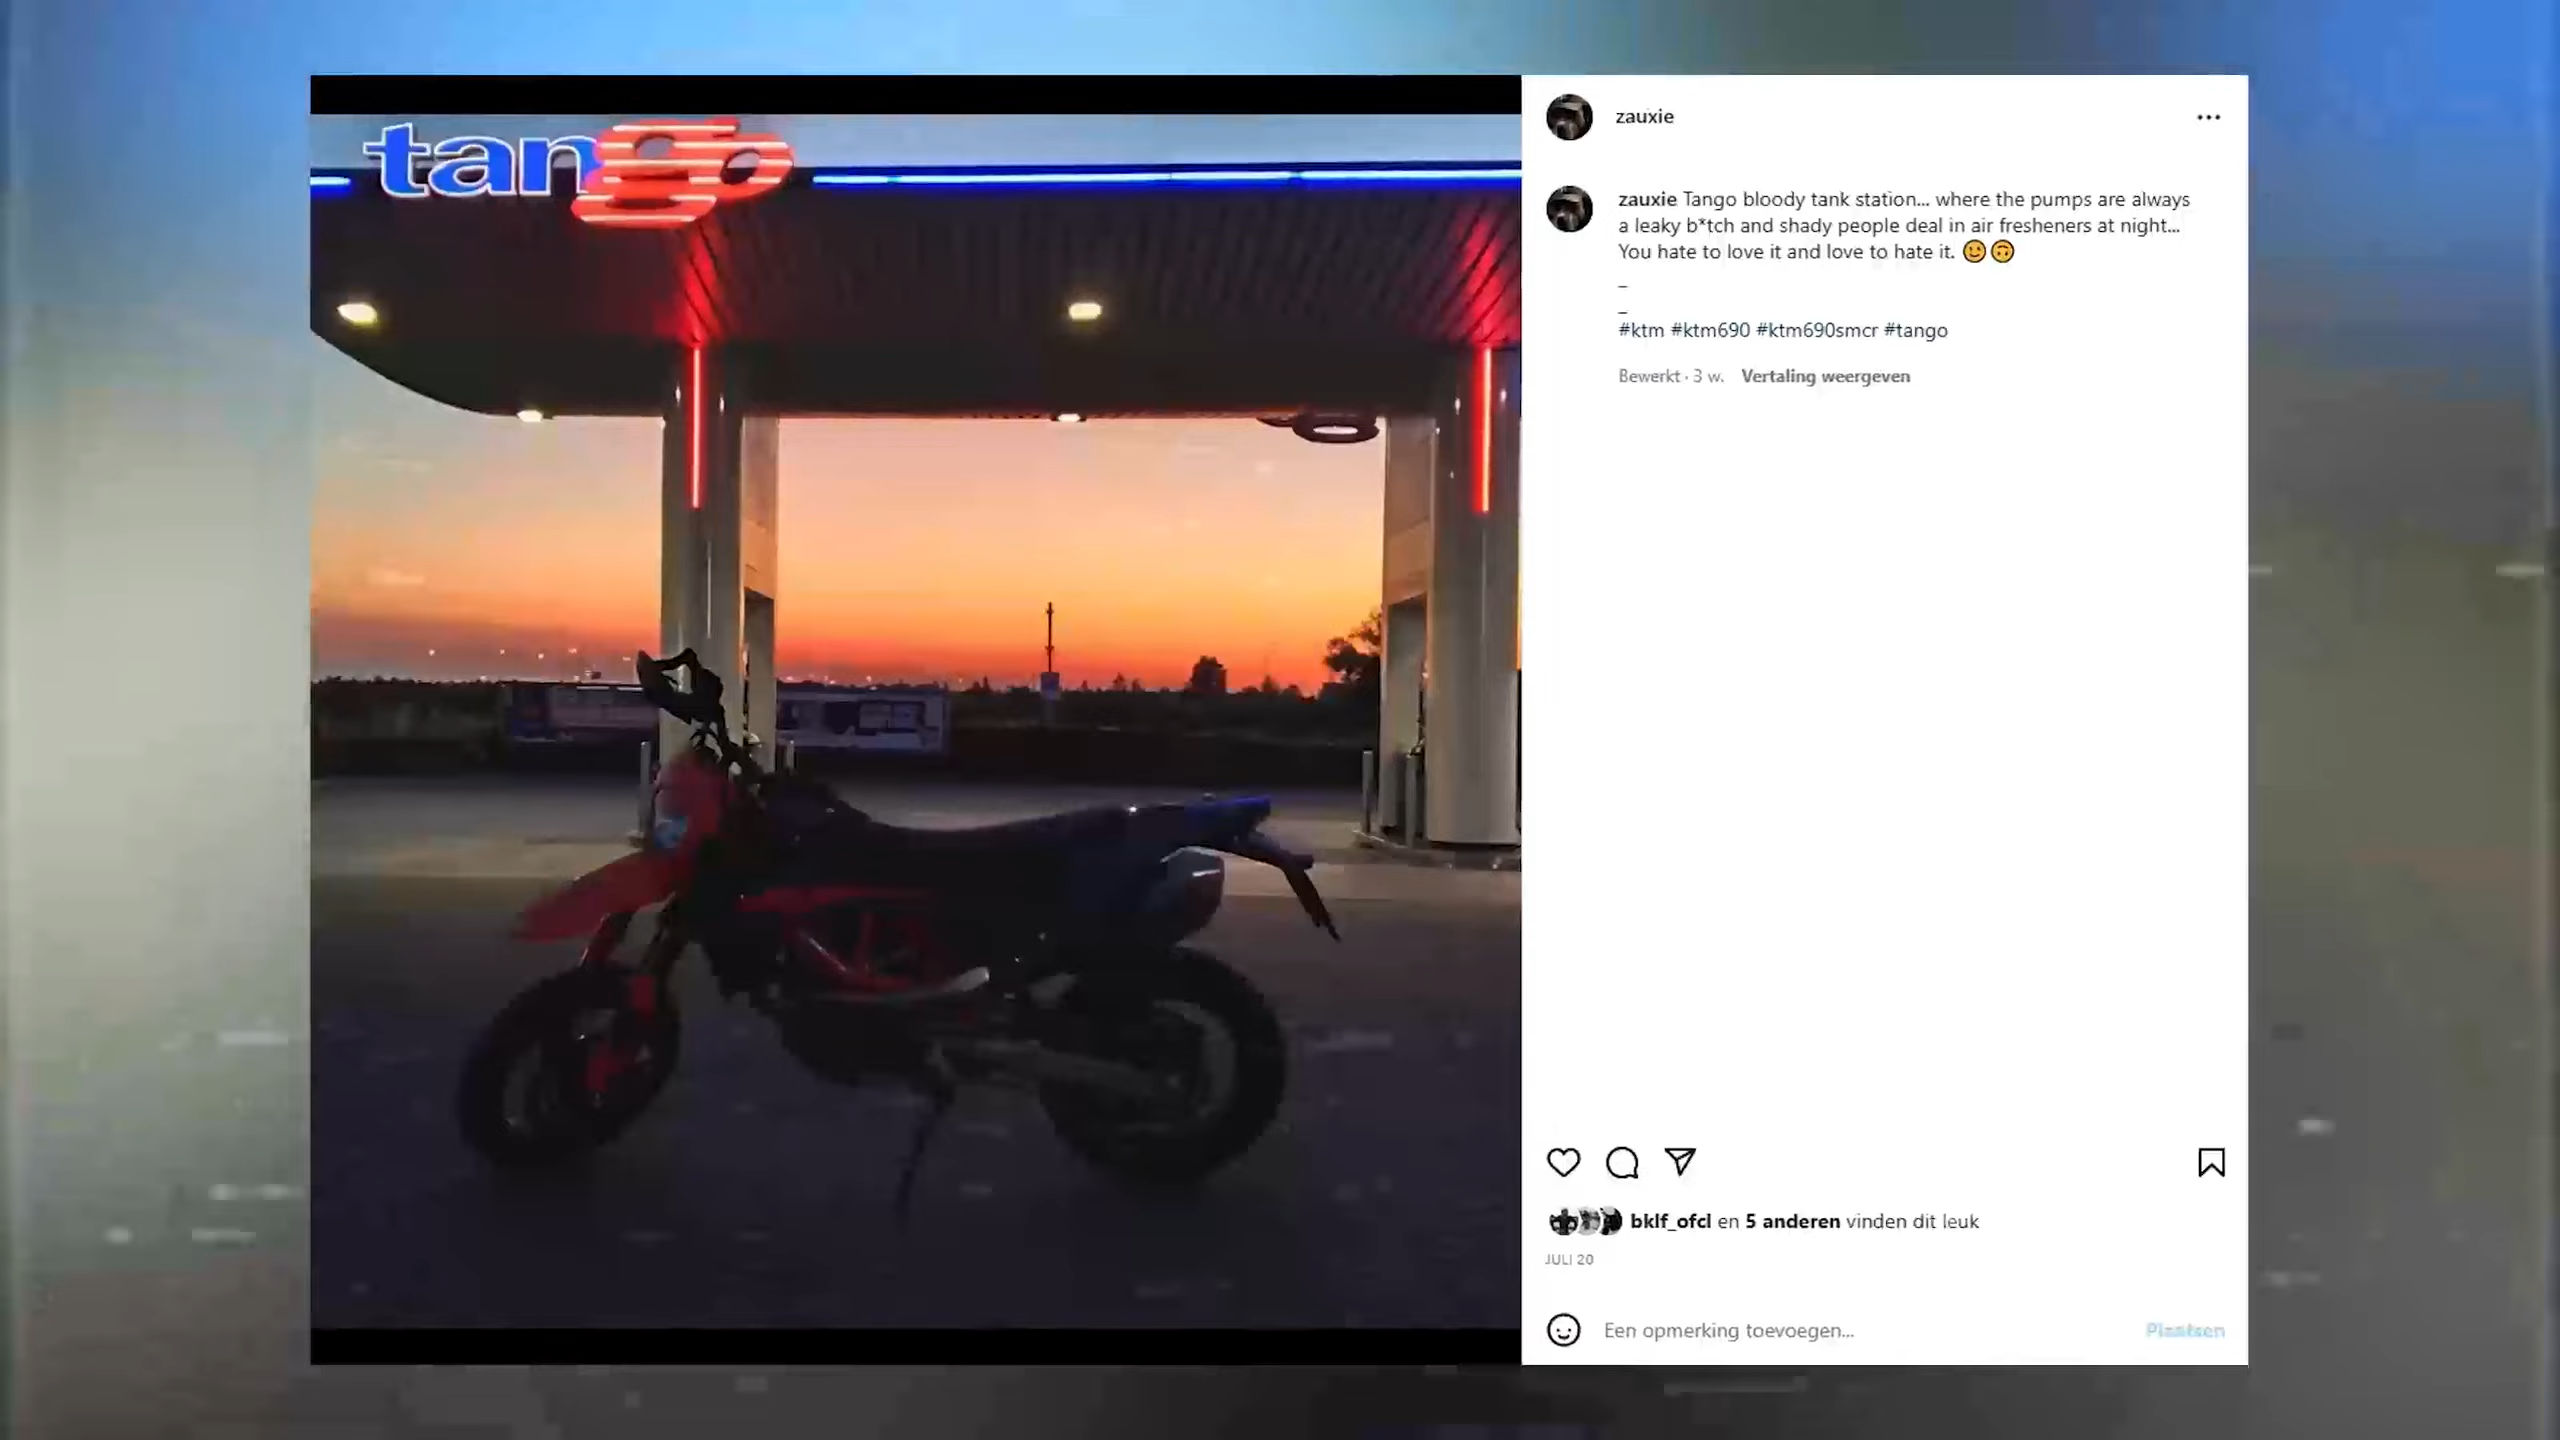 tango
zauxie
zauxie Tango bloody tank station... where the pumps are always
a leaky b*tch and shady people deal in air fresheners at night...
You hate to love it and love to hate it. 😉🙃
_
_
#ktm #ktm690 #ktm690smcr #tango
Bewerkt · 3 w. Vertaling weergeven
bklf_ofcl en 5 anderen vinden dit leuk
JULI 20
Een opmerking toevoegen... Plaatsen